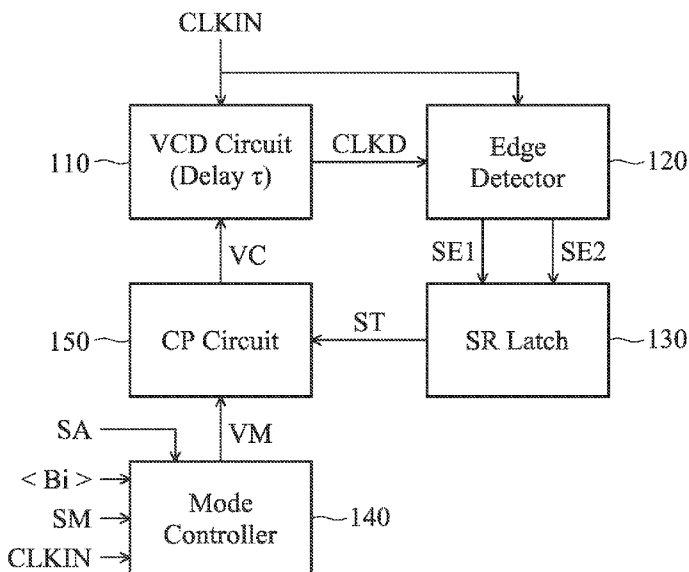 CLKIN
110
VCD Circuit
(Delay τ)
CLKD
Edge
Detector
120
VC
SE1
SE2
150
CP Circuit
ST
SR Latch
130
SA
VM
< Bi >
SM
CLKIN
Mode
Controller
140